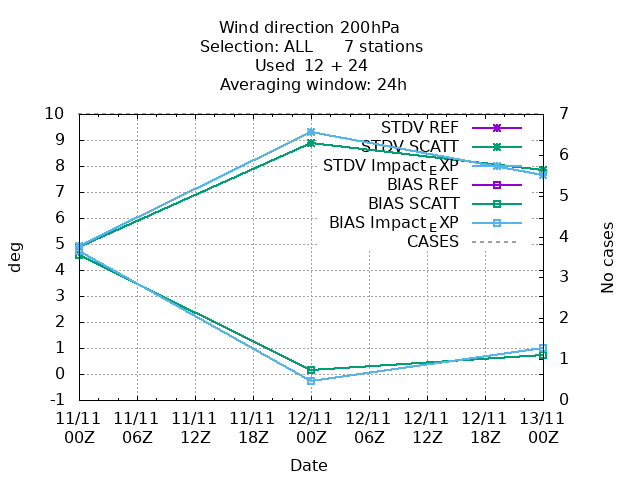 Wind direction 200hPa
Selection: ALL      7 stations
Used  12 + 24
Averaging window: 24h
10
9
8
7
6
5
4
3
2
1
0
-1
deg
7
6
5
4
3
2
1
0
No cases
STDV REF
STDV SCATT
STDV Impact_EXP
BIAS REF
BIAS SCATT
BIAS Impact_EXP
CASES
11/11 11/11 11/11 11/11 12/11 12/11 12/11 12/11 13/11
00Z 06Z 12Z 18Z 00Z 06Z 12Z 18Z 00Z
Date